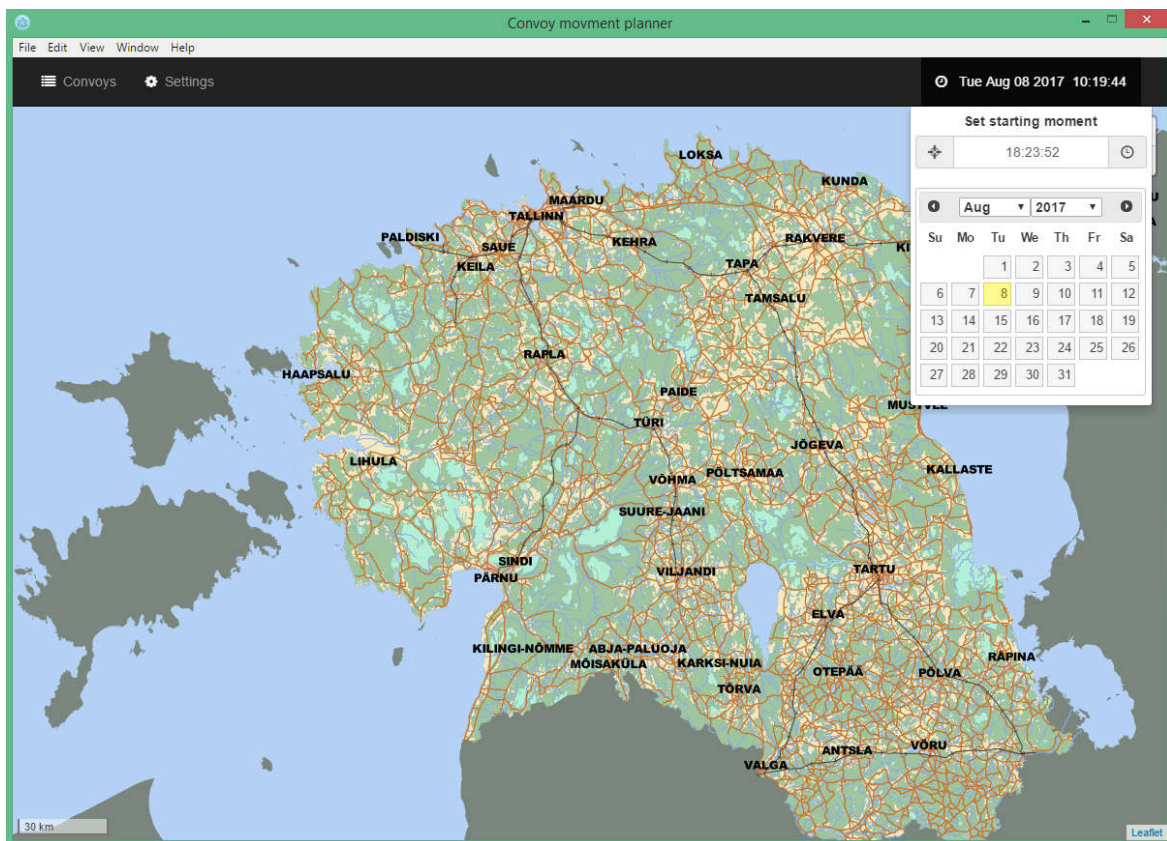 Convoy movment planner
File Edit View Window Help
Convoys Settings Tue Aug 08 2017 10:19:44
Set starting moment
18:23:52
Aug 2017
Su Mo Tu We Th Fr Sa
1 2 3 4 5
6 7 8 9 10 11 12
13 14 15 16 17 18 19
20 21 22 23 24 25 26
27 28 29 30 31
LOKSA
KUNDA
MAARDU
TALLINN
PALDISKI
SAUE
KEHRA
RAKVERE
KEILA
TAPA
TAMSALU
RAPLA
HAAPSALU
PAIDE
TÜRI
JÕGEVA
LIHULA
KALLASTE
PÕLTSAMAA
VÕHMA
SUURE-JAANI
SINDI
PÄRNU
VILJANDI
TARTU
ELVA
KILINGI-NÕMME
ABJA-PALUOJA
MÕISAKÜLA
KARKSI-NUIA
RÄPINA
OTEPÄÄ
PÕLVA
TÕRVA
ANTSLA
VÕRU
VALGA
30 km
Leaflet